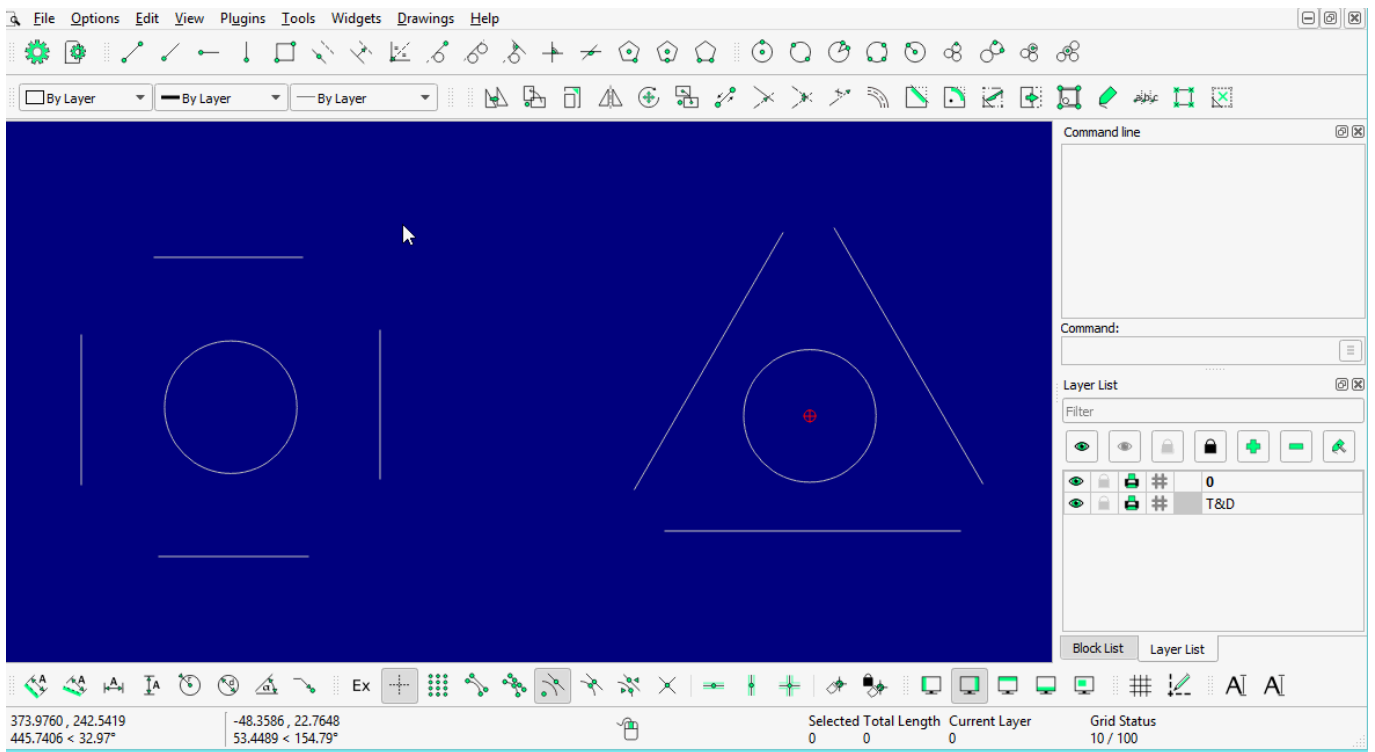 File Options Edit View Plugins Tools Widgets Drawings Help
By Layer By Layer By Layer
Command line
Command:
Layer List
Filter
0
T&D
Block List Layer List
Ex
373.9760 , 242.5419 -48.3586 , 22.7648 Selected Total Length Current Layer Grid Status
445.7406 < 32.97° 53.4489 < 154.79° 0 0 0 10 / 100